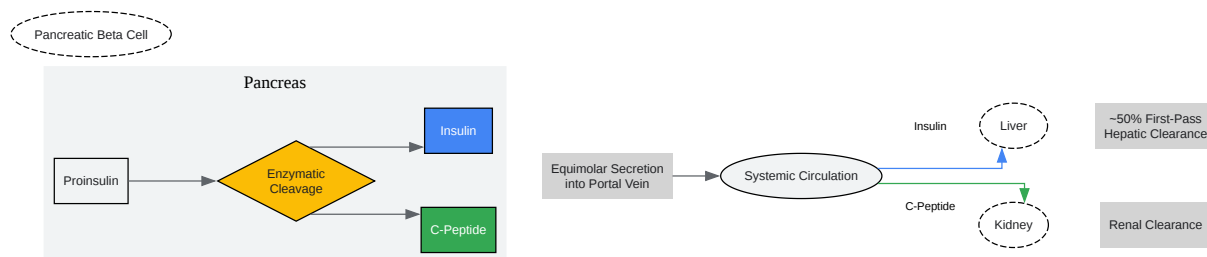 Pancreatic Beta Cell
Pancreas
Proinsulin
Enzymatic
Cleavage
Insulin
C-Peptide
Equimolar Secretion
into Portal Vein
Systemic Circulation
Insulin
Liver
~50% First-Pass
Hepatic Clearance
C-Peptide
Kidney
Renal Clearance